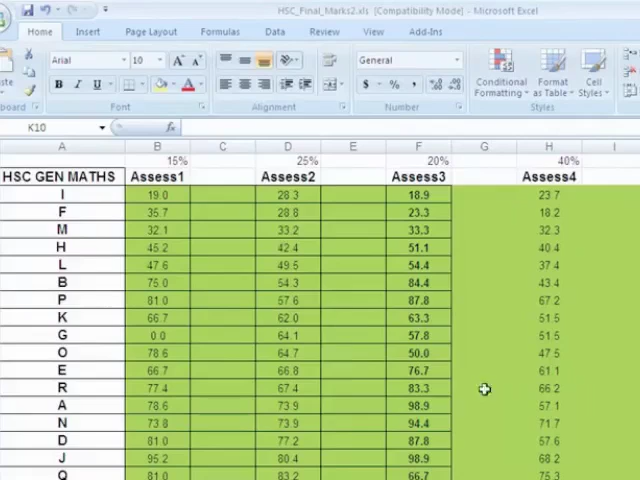 HSC_Final_Marks2.xls [Compatibility Mode] - Microsoft Excel
Home Insert Page Layout Formulas Data Review View Add-Ins
Arial 10 A A General
B I U A $ % ,
Conditional Formatting Format as Table Cell Styles
Font Alignment Number Styles
K10 fx
A B C D E F G H I
15% 25% 20% 40%
HSC GEN MATHS Assess1 Assess2 Assess3 Assess4
I 19.0 28.3 18.9 23.7
F 35.7 28.8 23.3 18.2
M 32.1 33.2 33.3 32.3
H 45.2 42.4 51.1 40.4
L 47.6 49.5 54.4 37.4
B 75.0 54.3 84.4 43.4
P 81.0 57.6 87.8 67.2
K 66.7 62.0 63.3 51.5
G 0.0 64.1 57.8 51.5
O 78.6 64.7 50.0 47.5
E 66.7 66.8 76.7 61.1
R 77.4 67.4 83.3 66.2
A 78.6 73.9 98.9 57.1
N 73.8 73.9 94.4 71.7
D 81.0 77.2 87.8 57.6
J 95.2 80.4 98.9 68.2
Q 81.0 83.2 66.7 75.3